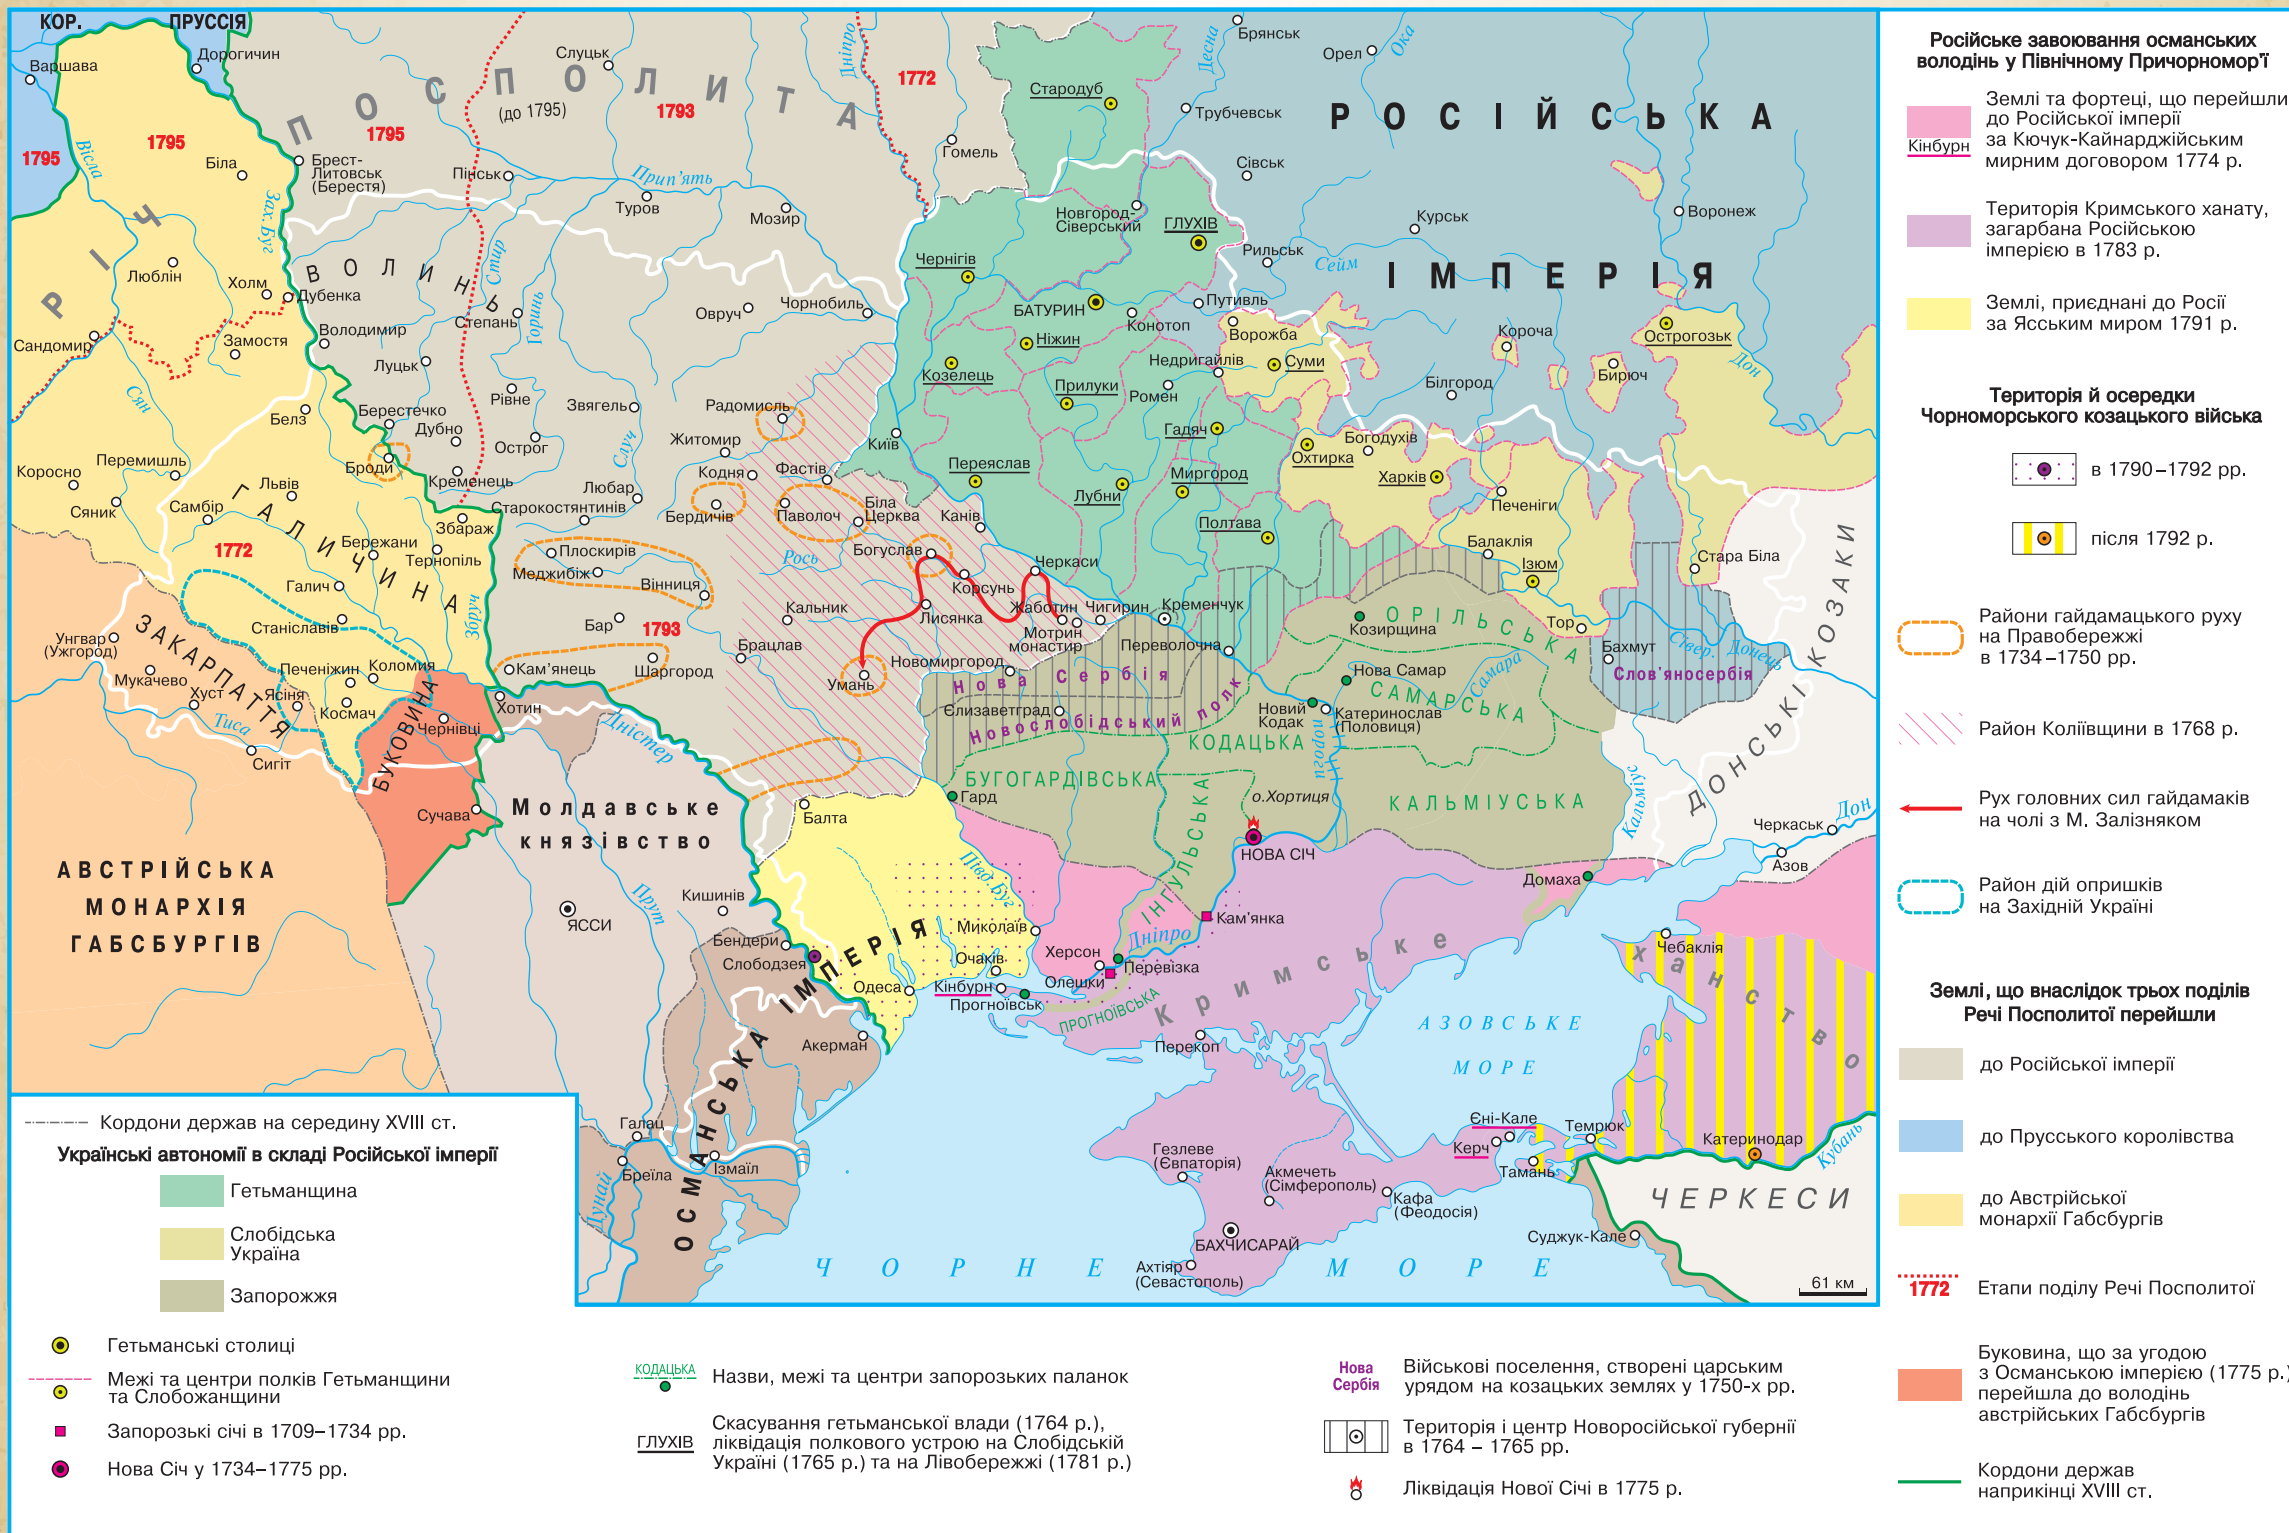 КОР. ПРУССІЯ
Варшава
Дорогичин
1795
1795
Вісла
Біла
Зах.Буг
Брест-
Литовськ
(Берестя)
1795
ПОСПОЛИТА
(до 1795)
Слуцьк
1793
Дніпро
1772
Гомель
Пінськ
Прип'ять
Туров
Мозир
РІЧ
Люблін
Холм
Дубенка
ВОЛИНЬ
Стир
Степань
Горинь
Овруч
Чорнобиль
Сандомир
Замостя
Володимир
Луцьк
Сян
Белз
Берестечко
Дубно
Рівне
Острог
Звягель
Случ
Радомисль
Житомир
Кодня
Фастів
Київ
Коросно
Перемишль
Сяник
Самбір
Львів
Броди
Кременець
Любар
Старокостянтинів
Бердичів
Паволоч
Біла
Церква
Канів
ГАЛИЧИНА
1772
Збараж
Бережани
Тернопіль
Галич
Станіславів
Збруч
Плоскирів
Меджибіж
Вінниця
Бар
1793
Богуслав
Рось
Корсунь
Черкаси
Кальник
Лисянка
Жаботин
Мотрин
монастир
Чигирин
Кременчук
Переволочна
Брацлав
Новомиргород
Умань
Шаргород
Кам'янець
Хотин
Дністер
ЗАКАРПАТТЯ
Унгвар
(Ужгород)
Мукачево
Хуст
Ясіня
Тиса
Сигіт
Печеніжин
Коломия
Космач
БУКОВИНА
Чернівці
Сучава
Молдавське
князівство
АВСТРІЙСЬКА
МОНАРХІЯ
ГАБСБУРГІВ
ЯССИ
Прут
Кишинів
Бендери
Слободзея
Балта
Півд.Буг
Миколаїв
Очаків
Одеса
Кінбурн
Прогноївськ
Акерман
ОСМАНСЬКА ІМПЕРІЯ
Галац
Бреїла
Ізмаїл
Дунай
Брянськ
Орел
Ока
Десна
Стародуб
Трубчевськ
РОСІЙСЬКА
ІМПЕРІЯ
Сівськ
Новгород-
Сіверський
ГЛУХІВ
Курськ
Воронеж
Рильськ
Сейм
Чернігів
БАТУРИН
Путивль
Конотоп
Ворожба
Короча
Острогозьк
Дон
Ніжин
Козелець
Недригайлів
Суми
Прилуки
Ромен
Білгород
Бирюч
Гадяч
Богодухів
Охтирка
Харків
Переяслав
Лубни
Миргород
Полтава
Печеніги
Балаклія
Ізюм
Стара Біла
Тор
Бахмут
Слов'яносербія
Сівер. Донець
ДОНСЬКІ КОЗАКИ
ОРІЛЬСЬКА
Козирщина
Нова Самар
Самара
САМАРСЬКА
Новий
Кодак
Катеринослав
(Половиця)
Нова Сербія
Єлизаветград
Новослобідський полк
КОДАЦЬКА
пороги
БУГОГАРДІВСЬКА
Гард
ІНГУЛЬСЬКА
о.Хортиця
НОВА СІЧ
КАЛЬМІУСЬКА
Кальміус
Черкаськ
Дон
Азов
Домаха
Кам'янка
Херсон
Дніпро
Перевізка
Олешки
ПРОГНОЇВСЬКА
Кримське
ханство
Перекоп
АЗОВСЬКЕ
МОРЕ
Чебаклія
Гезлеве
(Євпаторія)
Акмечеть
(Сімферополь)
Кафа
(Феодосія)
БАХЧИСАРАЙ
Ахтіяр
(Севастополь)
Єні-Кале
Керч
Темрюк
Тамань
Катеринодар
Кубань
ЧЕРКЕСИ
Суджук-Кале
ЧОРНЕ МОРЕ
61 км
Кордони держав на середину XVIII ст.
Українські автономії в складі Російської імперії
Гетьманщина
Слобідська
Україна
Запорожжя
Гетьманські столиці
Межі та центри полків Гетьманщини
та Слобожанщини
Запорозькі січі в 1709–1734 рр.
Нова Січ у 1734–1775 рр.
КОДАЦЬКА
Назви, межі та центри запорозьких паланок
ГЛУХІВ
Скасування гетьманської влади (1764 р.),
ліквідація полкового устрою на Слобідській
Україні (1765 р.) та на Лівобережжі (1781 р.)
Нова
Сербія
Військові поселення, створені царським
урядом на козацьких землях у 1750-х рр.
Територія і центр Новоросійської губернії
в 1764 – 1765 рр.
Ліквідація Нової Січі в 1775 р.
Російське завоювання османських
володінь у Північному Причорномор'ї
Кінбурн
Землі та фортеці, що перейшли
до Російської імперії
за Кючук-Кайнарджійським
мирним договором 1774 р.
Територія Кримського ханату,
загарбана Російською
імперією в 1783 р.
Землі, приєднані до Росії
за Ясським миром 1791 р.
Територія й осередки
Чорноморського козацького війська
в 1790–1792 рр.
після 1792 р.
Райони гайдамацького руху
на Правобережжі
в 1734–1750 рр.
Район Коліївщини в 1768 р.
Рух головних сил гайдамаків
на чолі з М. Залізняком
Район дій опришків
на Західній Україні
Землі, що внаслідок трьох поділів
Речі Посполитої перейшли
до Російської імперії
до Прусського королівства
до Австрійської
монархії Габсбургів
1772
Етапи поділу Речі Посполитої
Буковина, що за угодою
з Османською імперією (1775 р.)
перейшла до володінь
австрійських Габсбургів
Кордони держав
наприкінці XVIII ст.